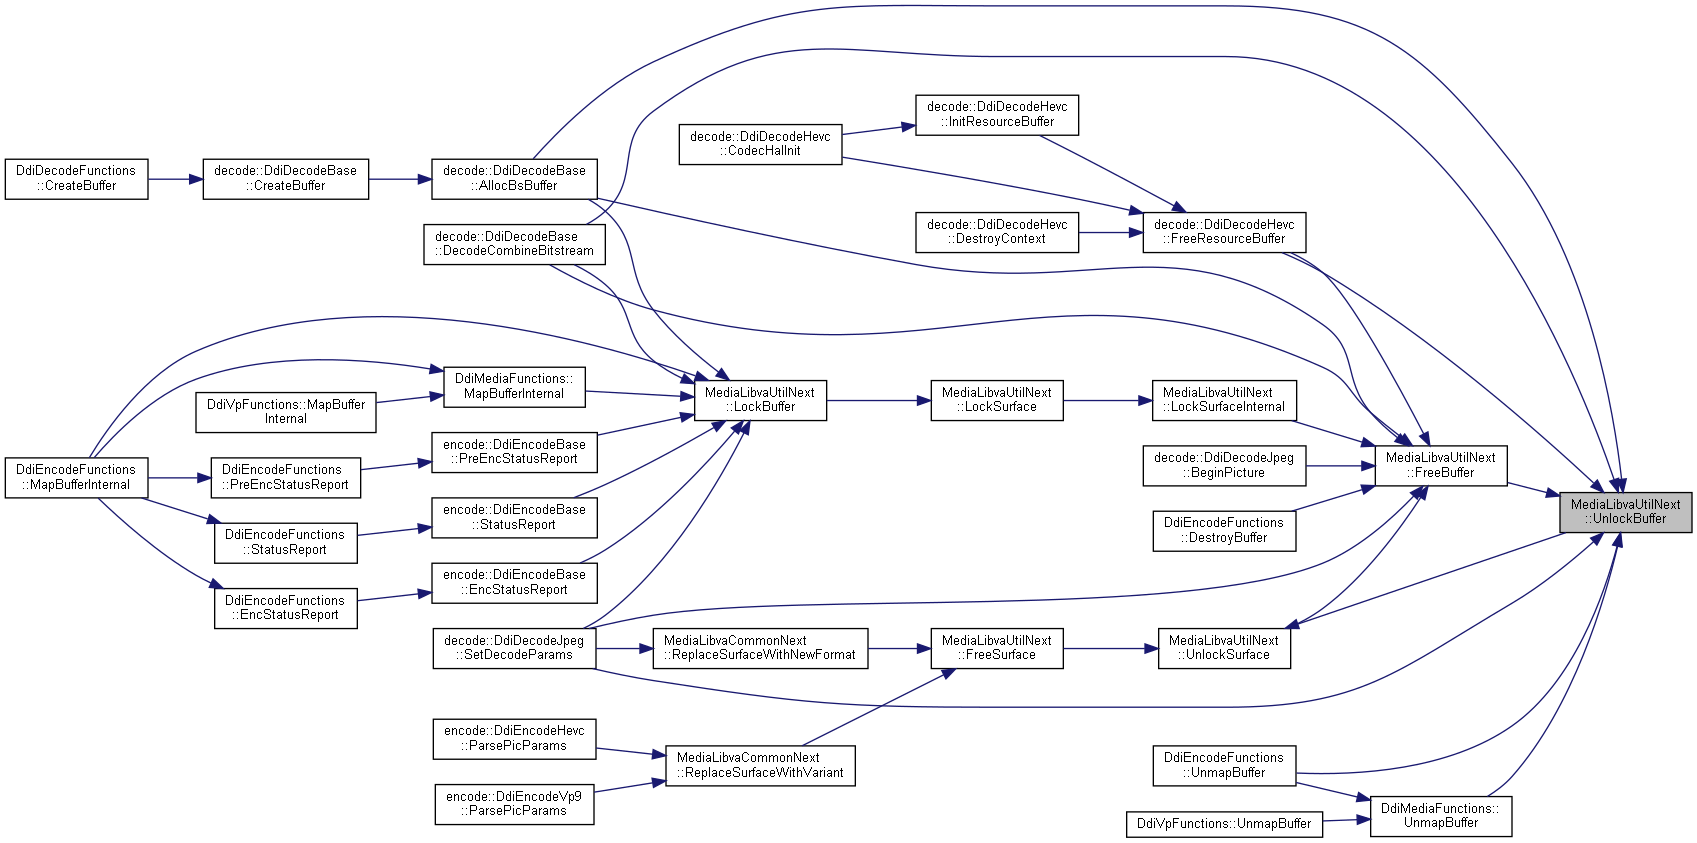 decode::DdiDecodeHevc
::InitResourceBuffer
decode::DdiDecodeHevc
::CodecHalInit
DdiDecodeFunctions
::CreateBuffer
decode::DdiDecodeBase
::CreateBuffer
decode::DdiDecodeBase
::AllocBsBuffer
decode::DdiDecodeBase
::DecodeCombineBitstream
decode::DdiDecodeHevc
::DestroyContext
decode::DdiDecodeHevc
::FreeResourceBuffer
DdiMediaFunctions::
MapBufferInternal
DdiVpFunctions::MapBuffer
Internal
MediaLibvaUtilNext
::LockBuffer
MediaLibvaUtilNext
::LockSurface
MediaLibvaUtilNext
::LockSurfaceInternal
encode::DdiEncodeBase
::PreEncStatusReport
DdiEncodeFunctions
::MapBufferInternal
DdiEncodeFunctions
::PreEncStatusReport
decode::DdiDecodeJpeg
::BeginPicture
MediaLibvaUtilNext
::FreeBuffer
MediaLibvaUtilNext
::UnlockBuffer
encode::DdiEncodeBase
::StatusReport
DdiEncodeFunctions
::StatusReport
DdiEncodeFunctions
::DestroyBuffer
encode::DdiEncodeBase
::EncStatusReport
DdiEncodeFunctions
::EncStatusReport
decode::DdiDecodeJpeg
::SetDecodeParams
MediaLibvaCommonNext
::ReplaceSurfaceWithNewFormat
MediaLibvaUtilNext
::FreeSurface
MediaLibvaUtilNext
::UnlockSurface
encode::DdiEncodeHevc
::ParsePicParams
MediaLibvaCommonNext
::ReplaceSurfaceWithVariant
encode::DdiEncodeVp9
::ParsePicParams
DdiEncodeFunctions
::UnmapBuffer
DdiVpFunctions::UnmapBuffer
DdiMediaFunctions::
UnmapBuffer